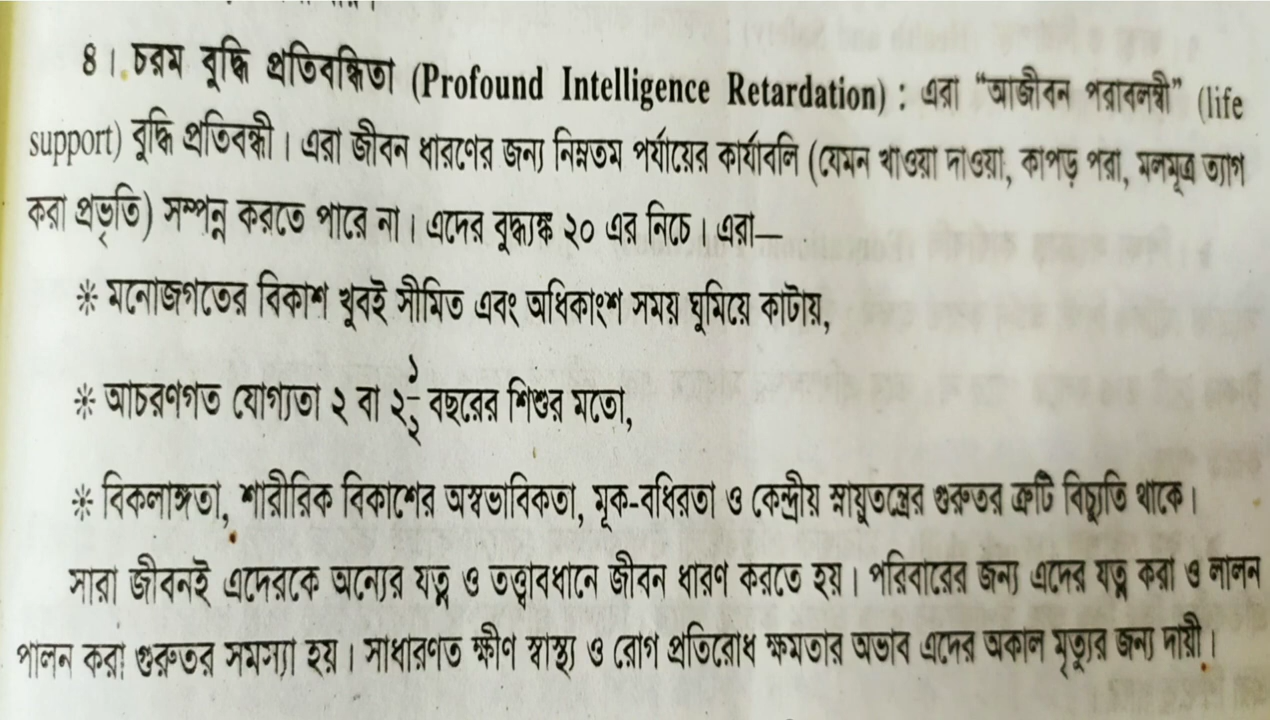 ৪। চরম বুদ্ধি প্রতিবন্ধিতা (Profound Intelligence Retardation) : এরা “আজীবন পরাবলম্বী” (life
support) বুদ্ধি প্রতিবন্ধী। এরা জীবন ধারণের জন্য নিম্নতম পর্যায়ের কার্যাবলি (যেমন খাওয়া দাওয়া, কাপড় পরা, মলমূত্র ত্যাগ
করা প্রভৃতি) সম্পন্ন করতে পারে না। এদের বুদ্ধ্যঙ্ক ২০ এর নিচে। এরা—
* মনোজগতের বিকাশ খুবই সীমিত এবং অধিকাংশ সময় ঘুমিয়ে কাটায়,
* আচরণগত যোগ্যতা ২ বা ২ ১/২ বছরের শিশুর মতো,
* বিকলাঙ্গতা, শারীরিক বিকাশের অস্বভাবিকতা, মূক-বধিরতা ও কেন্দ্রীয় স্নায়ুতন্ত্রের গুরুতর ত্রুটি বিচ্যুতি থাকে।
সারা জীবনই এদেরকে অন্যের যত্ন ও তত্ত্বাবধানে জীবন ধারণ করতে হয়। পরিবারের জন্য এদের যত্ন করা ও লালন
পালন করা গুরুতর সমস্যা হয়। সাধারণত ক্ষীণ স্বাস্থ্য ও রোগ প্রতিরোধ ক্ষমতার অভাব এদের অকাল মৃত্যুর জন্য দায়ী।